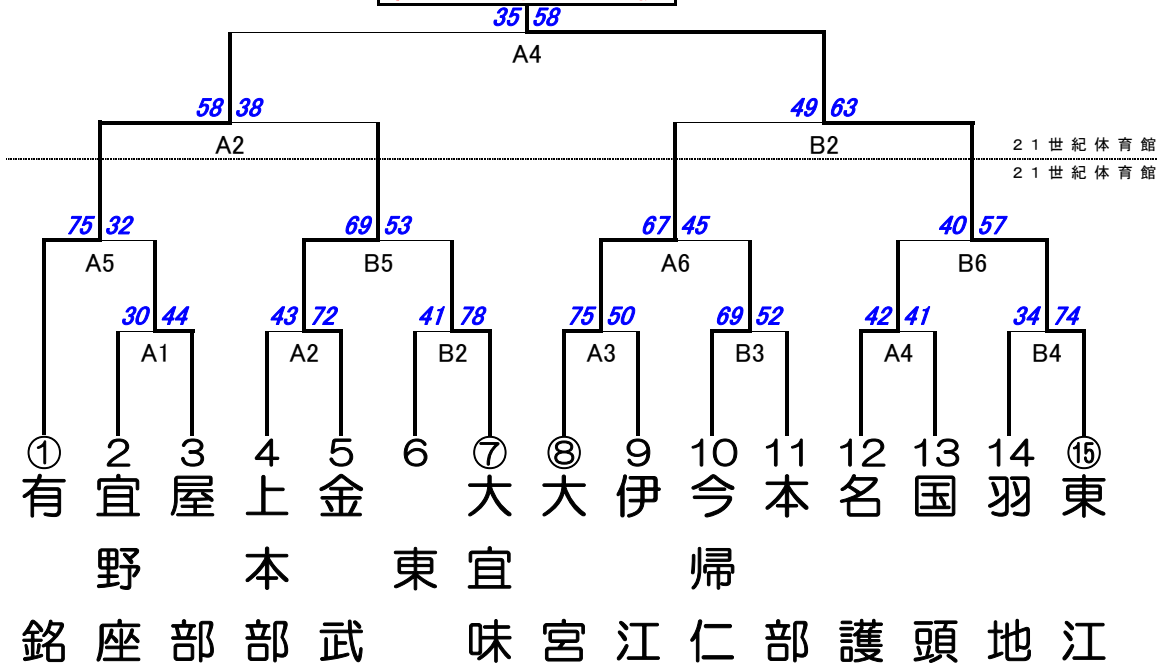 35 58
A4
58 38
49 63
A2
B2
21世紀体育館
21世紀体育館
75 32
69 53
67 45
40 57
A5
B5
A6
B6
30 44
43 72
41 78
75 50
69 52
42 41
34 74
A1
A2
B2
A3
B3
A4
B4
① 有銘
2 宜野座
3 屋部
4 上本部
5 金武
6 東
⑦ 大宜味
⑧ 大宮
9 伊江
10 今帰仁
11 本部
12 名護
13 国頭
14 羽地
⑮ 東江